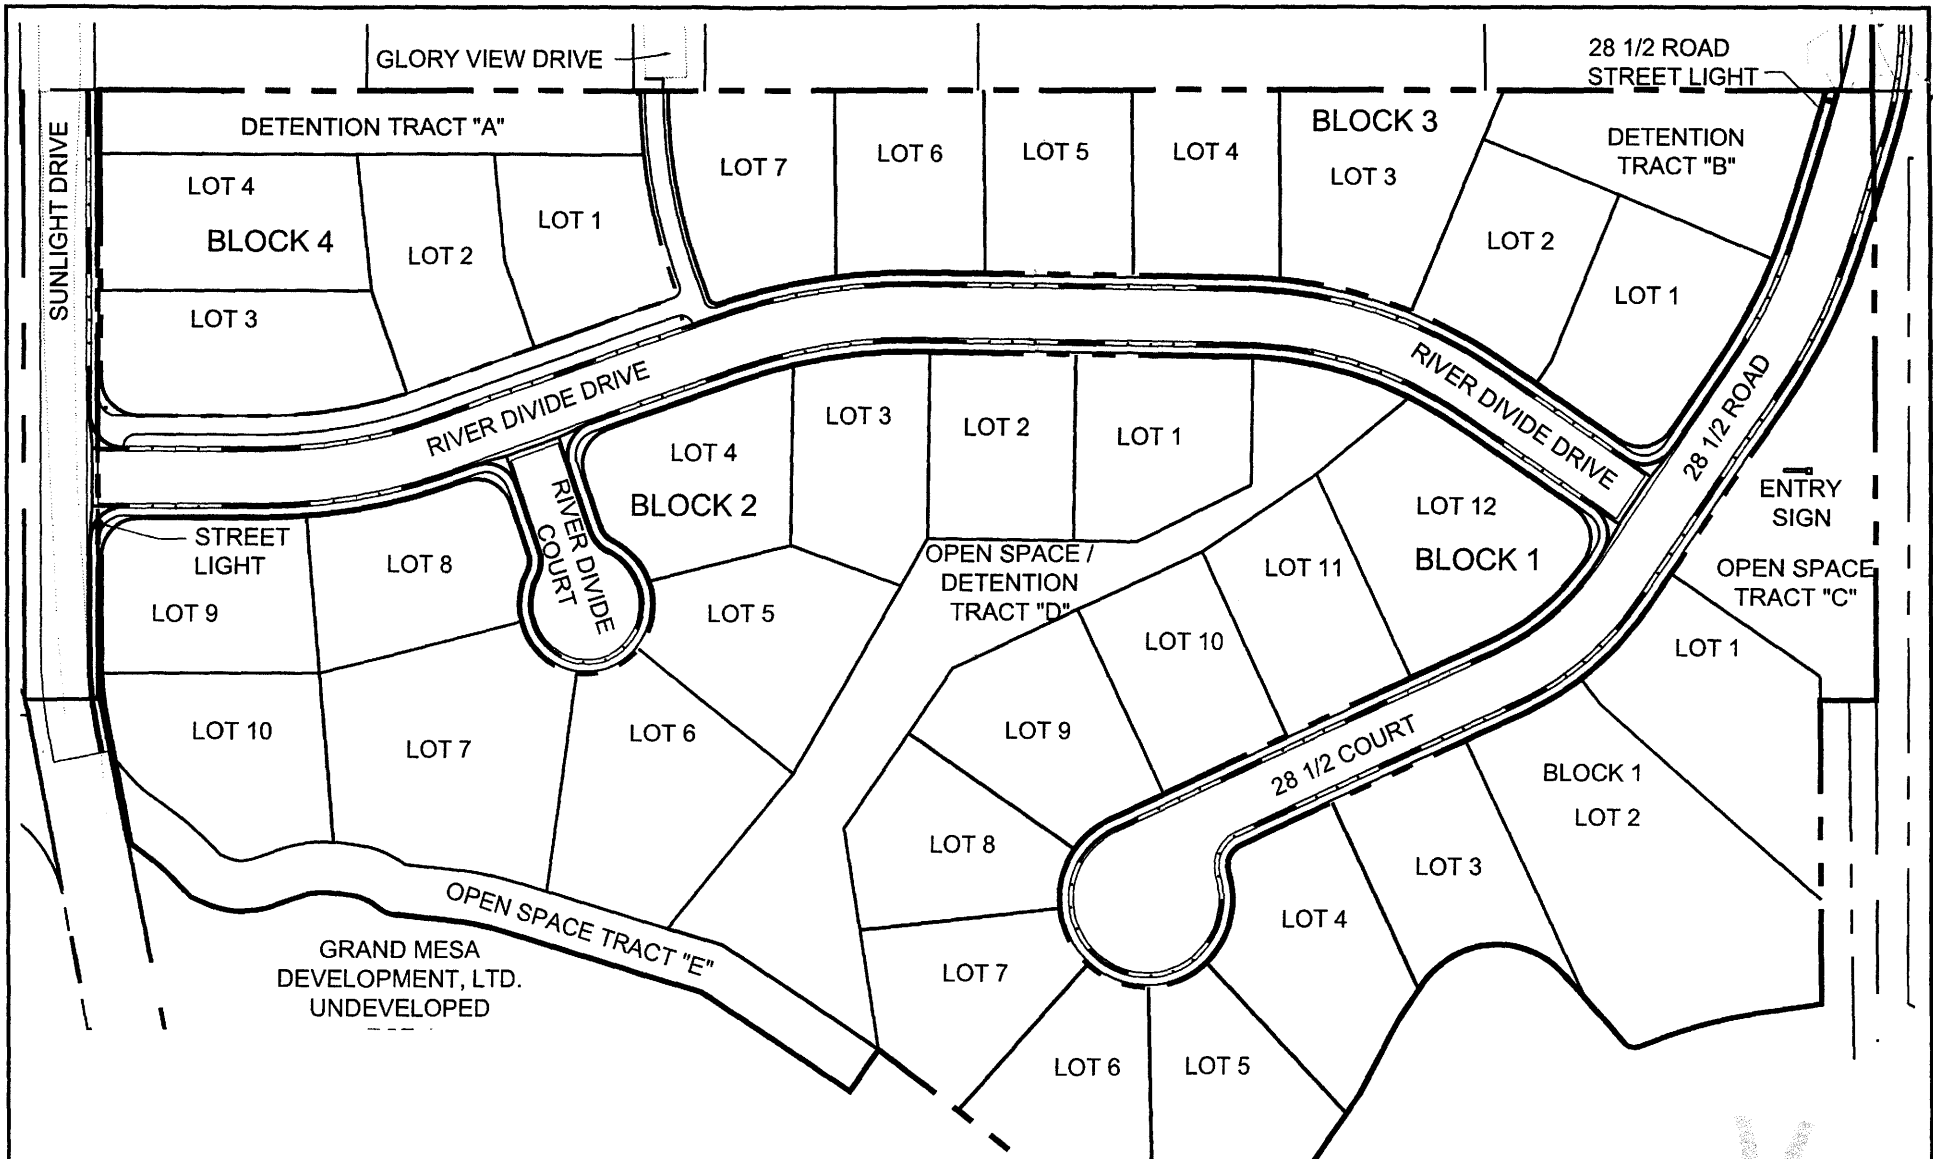 GLORY VIEW DRIVE
28 1/2 ROAD
STREET LIGHT
SUNLIGHT DRIVE
DETENTION TRACT "A"
BLOCK 3
DETENTION
TRACT "B"
LOT 7
LOT 6
LOT 5
LOT 4
LOT 3
LOT 4
LOT 1
BLOCK 4
LOT 2
LOT 2
LOT 1
LOT 3
RIVER DIVIDE DRIVE
RIVER DIVIDE DRIVE
28 1/2 ROAD
LOT 4
LOT 3
LOT 2
LOT 1
BLOCK 2
RIVER DIVIDE
COURT
ENTRY
SIGN
LOT 12
BLOCK 1
STREET
LIGHT
LOT 8
OPEN SPACE /
DETENTION
TRACT "D"
LOT 11
OPEN SPACE
TRACT "C"
LOT 9
LOT 5
LOT 10
LOT 1
LOT 10
LOT 7
LOT 6
LOT 9
28 1/2 COURT
BLOCK 1
LOT 2
LOT 8
LOT 3
OPEN SPACE TRACT "E"
LOT 4
GRAND MESA
DEVELOPMENT, LTD.
UNDEVELOPED
LOT 7
LOT 6
LOT 5